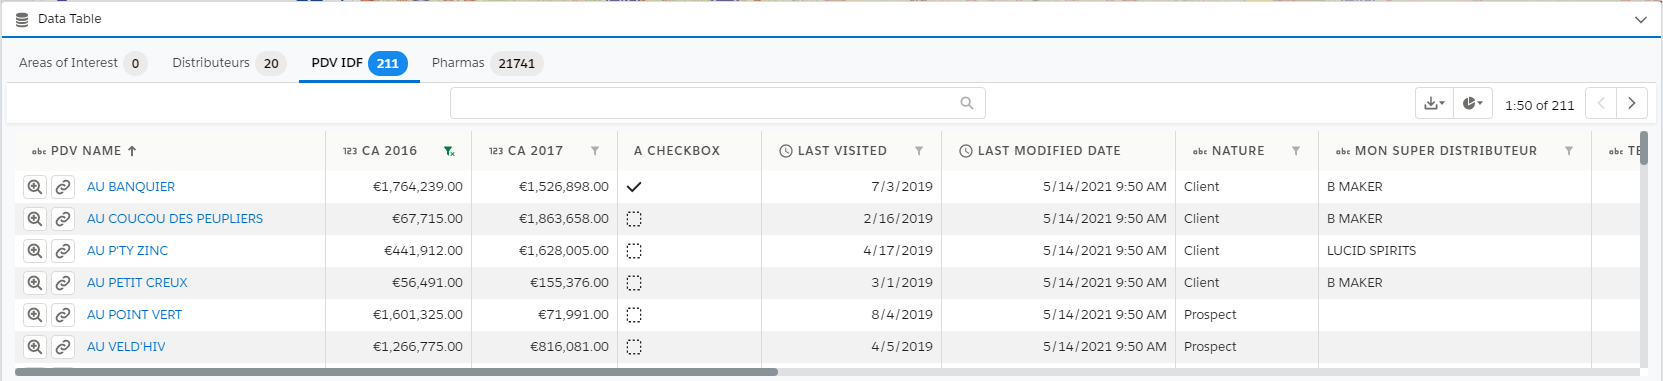 Data Table
Areas of Interest 0 Distributeurs 20 PDV IDF 211 Pharmas 21741
1:50 of 211
abc PDV NAME 123 CA 2016 123 CA 2017 A CHECKBOX LAST VISITED LAST MODIFIED DATE abc NATURE abc MON SUPER DISTRIBUTEUR abc
AU BANQUIER €1,764,239.00 €1,526,898.00 7/3/2019 5/14/2021 9:50 AM Client B MAKER
AU COUCOU DES PEUPLIERS €67,715.00 €1,863,658.00 2/16/2019 5/14/2021 9:50 AM Client B MAKER
AU P'TY ZINC €441,912.00 €1,628,005.00 4/17/2019 5/14/2021 9:50 AM Client LUCID SPIRITS
AU PETIT CREUX €56,491.00 €155,376.00 3/1/2019 5/14/2021 9:50 AM Client B MAKER
AU POINT VERT €1,601,325.00 €71,991.00 8/4/2019 5/14/2021 9:50 AM Prospect
AU VELD'HIV €1,266,775.00 €816,081.00 4/5/2019 5/14/2021 9:50 AM Prospect